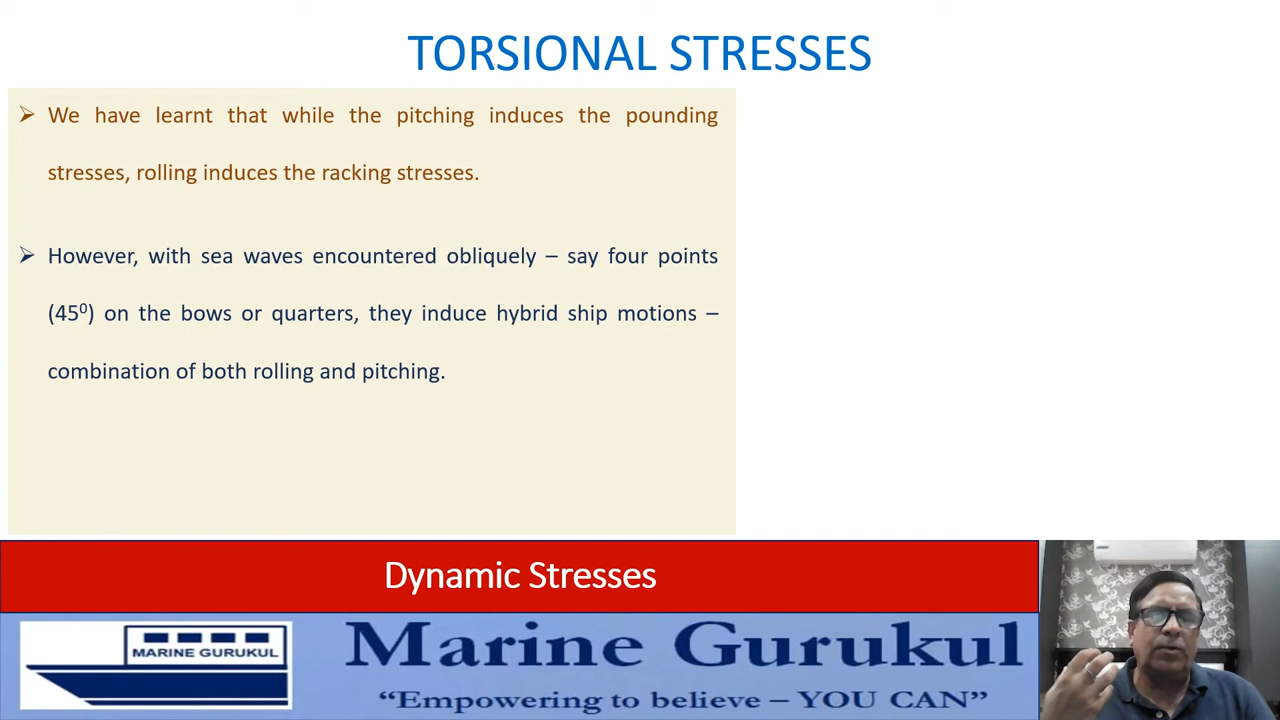 TORSIONAL STRESSES
➢ We have learnt that while the pitching induces the pounding
stresses, rolling induces the racking stresses.
➢ However, with sea waves encountered obliquely – say four points
(45⁰) on the bows or quarters, they induce hybrid ship motions –
combination of both rolling and pitching.
Dynamic Stresses
MARINE GURUKUL
Marine Gurukul
“Empowering to believe – YOU CAN”